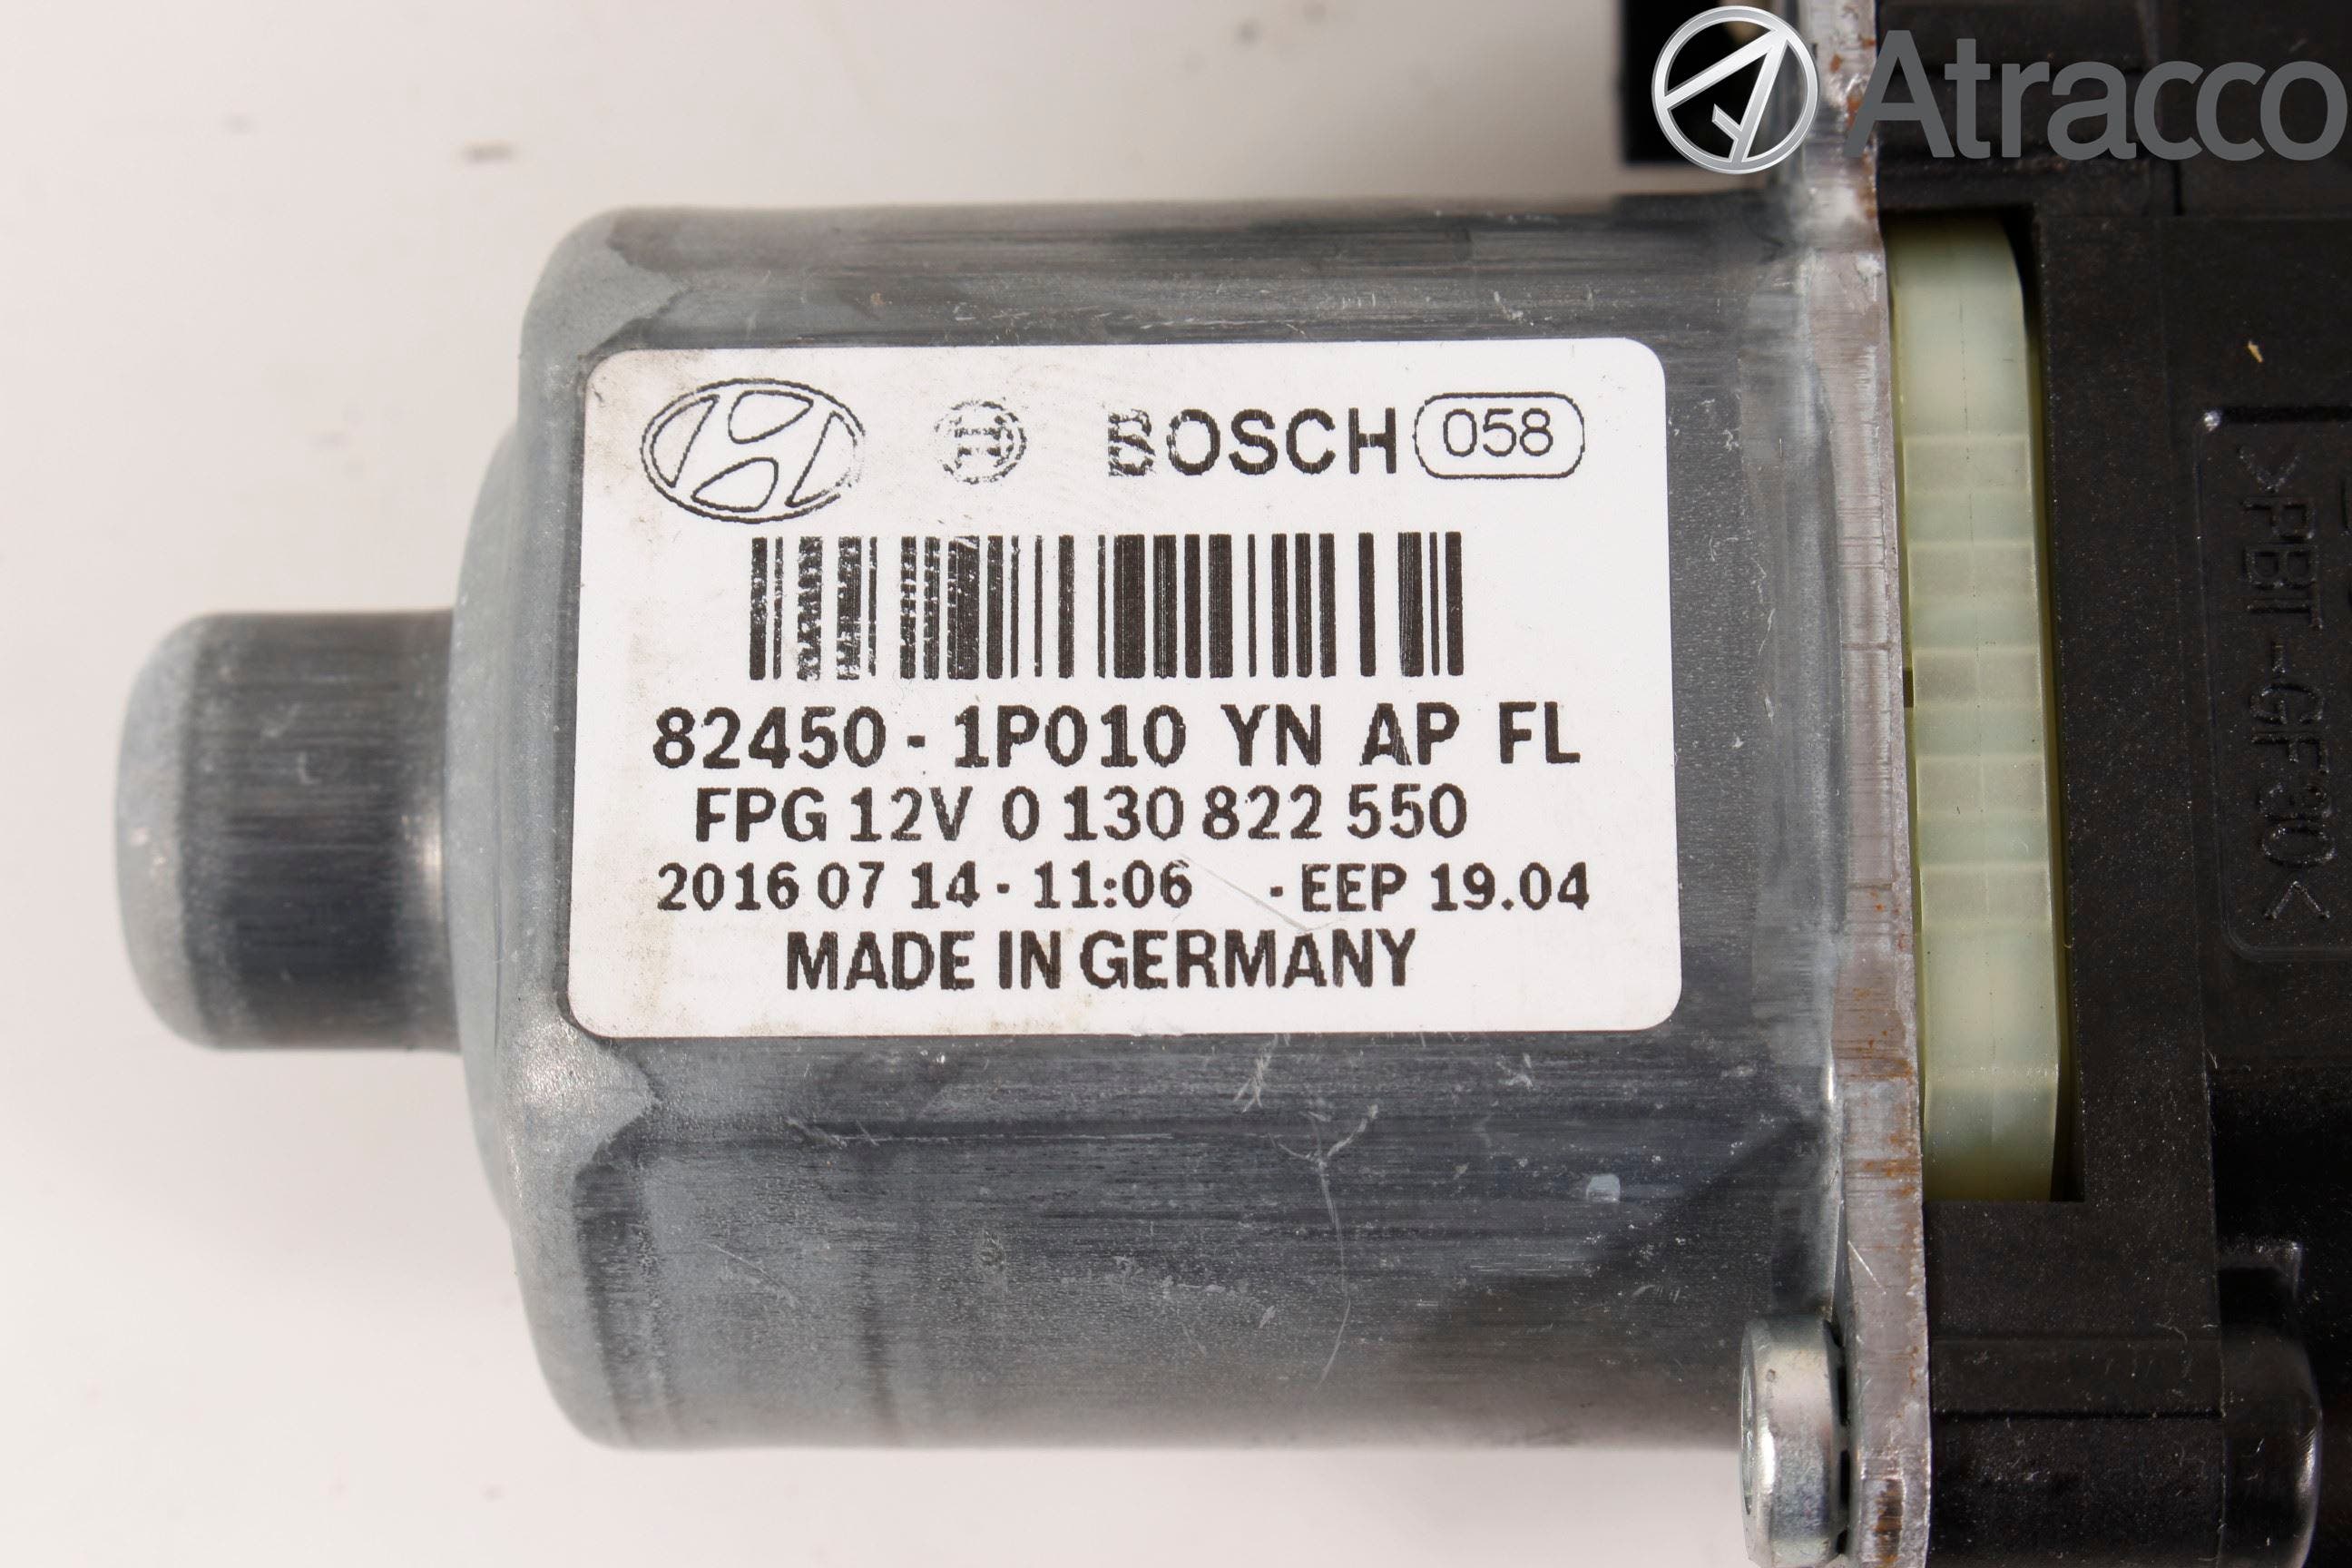 Atracco
BOSCH 058
82450-1P010 YN AP FL
FPG 12V 0 130 822 550
2016 07 14 - 11:06 - EEP 19.04
MADE IN GERMANY
>PBT-GF30<